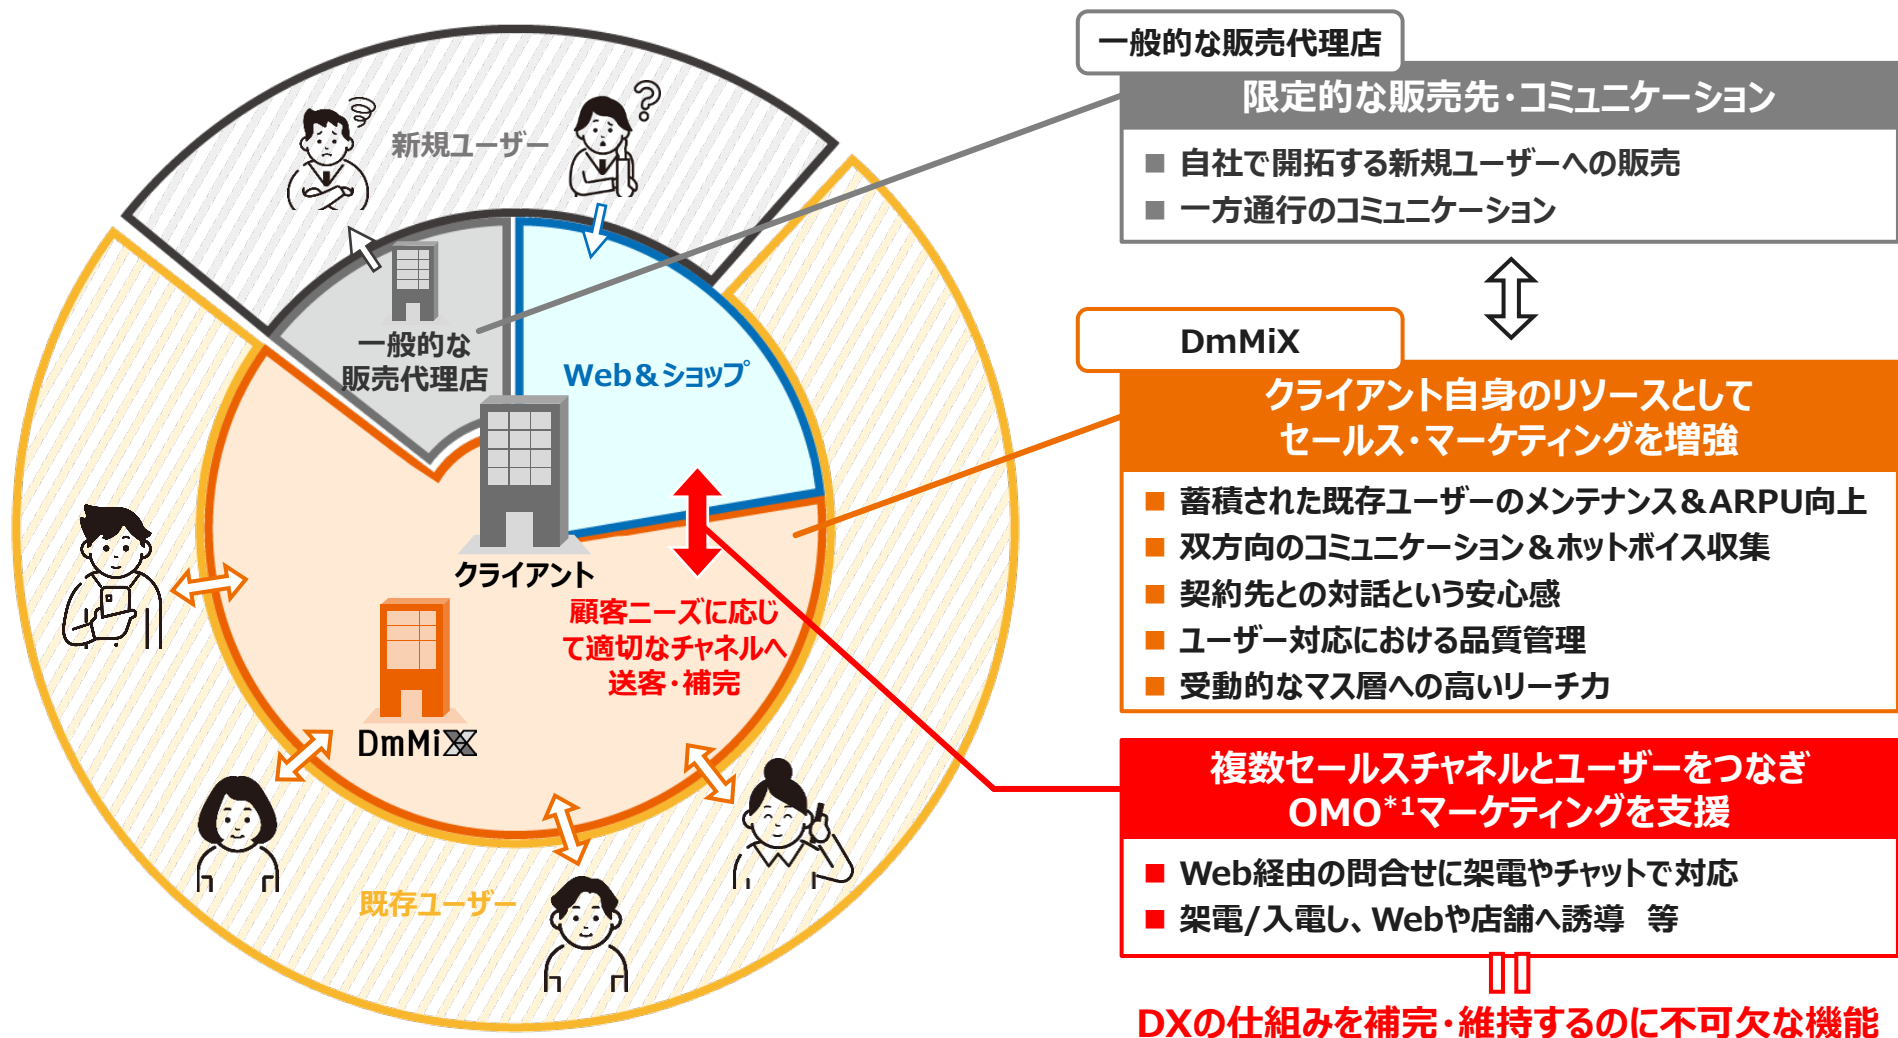 新規ユーザー
一般的な
販売代理店
Web＆ショップ
クライアント
顧客ニーズに応じ
て適切なチャネルへ
送客・補完
DmMiX
既存ユーザー
一般的な販売代理店
限定的な販売先・コミュニケーション
■ 自社で開拓する新規ユーザーへの販売
■ 一方通行のコミュニケーション
DmMiX
クライアント自身のリソースとして
セールス・マーケティングを増強
■ 蓄積された既存ユーザーのメンテナンス＆ARPU向上
■ 双方向のコミュニケーション＆ホットボイス収集
■ 契約先との対話という安心感
■ ユーザー対応における品質管理
■ 受動的なマス層への高いリーチ力
複数セールスチャネルとユーザーをつなぎ
OMO*1マーケティングを支援
■ Web経由の問合せに架電やチャットで対応
■ 架電/入電し、Webや店舗へ誘導　等
DXの仕組みを補完・維持するのに不可欠な機能